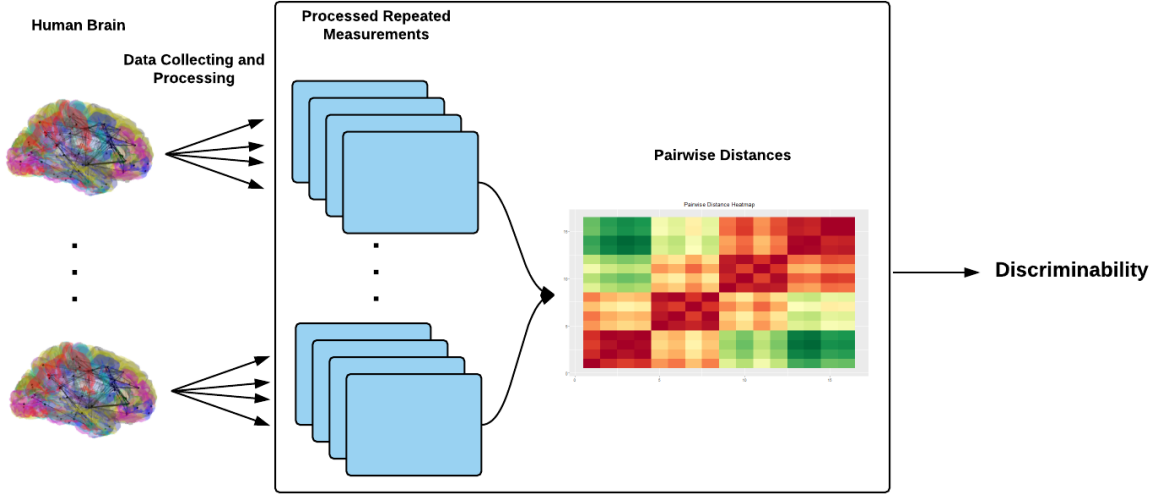 Human Brain
Data Collecting and
Processing
Processed Repeated
Measurements
Pairwise Distances
Pairwise Distance Heatmap
Discriminability